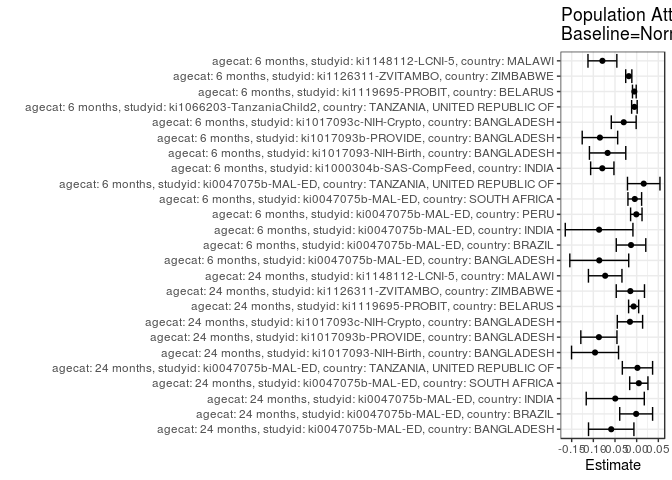 Population Att
Baseline=Norr
agecat: 6 months, studyid: ki1148112-LCNI-5, country: MALAWI
agecat: 6 months, studyid: ki1126311-ZVITAMBO, country: ZIMBABWE
agecat: 6 months, studyid: ki1119695-PROBIT, country: BELARUS
agecat: 6 months, studyid: ki1066203-TanzaniaChild2, country: TANZANIA, UNITED REPUBLIC OF
agecat: 6 months, studyid: ki1017093c-NIH-Crypto, country: BANGLADESH
agecat: 6 months, studyid: ki1017093b-PROVIDE, country: BANGLADESH
agecat: 6 months, studyid: ki1017093-NIH-Birth, country: BANGLADESH
agecat: 6 months, studyid: ki1000304b-SAS-CompFeed, country: INDIA
agecat: 6 months, studyid: ki0047075b-MAL-ED, country: TANZANIA, UNITED REPUBLIC OF
agecat: 6 months, studyid: ki0047075b-MAL-ED, country: SOUTH AFRICA
agecat: 6 months, studyid: ki0047075b-MAL-ED, country: PERU
agecat: 6 months, studyid: ki0047075b-MAL-ED, country: INDIA
agecat: 6 months, studyid: ki0047075b-MAL-ED, country: BRAZIL
agecat: 6 months, studyid: ki0047075b-MAL-ED, country: BANGLADESH
agecat: 24 months, studyid: ki1148112-LCNI-5, country: MALAWI
agecat: 24 months, studyid: ki1126311-ZVITAMBO, country: ZIMBABWE
agecat: 24 months, studyid: ki1119695-PROBIT, country: BELARUS
agecat: 24 months, studyid: ki1017093c-NIH-Crypto, country: BANGLADESH
agecat: 24 months, studyid: ki1017093b-PROVIDE, country: BANGLADESH
agecat: 24 months, studyid: ki1017093-NIH-Birth, country: BANGLADESH
agecat: 24 months, studyid: ki0047075b-MAL-ED, country: TANZANIA, UNITED REPUBLIC OF
agecat: 24 months, studyid: ki0047075b-MAL-ED, country: SOUTH AFRICA
agecat: 24 months, studyid: ki0047075b-MAL-ED, country: INDIA
agecat: 24 months, studyid: ki0047075b-MAL-ED, country: BRAZIL
agecat: 24 months, studyid: ki0047075b-MAL-ED, country: BANGLADESH
-0.15 -0.10 -0.05 0.00 0.05
Estimate